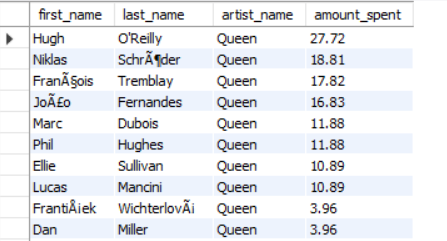 first_name last_name artist_name amount_spent
Hugh O'Reilly Queen 27.72
Niklas SchrÃ¶der Queen 18.81
FranÃ§ois Tremblay Queen 17.82
JoÃ£o Fernandes Queen 16.83
Marc Dubois Queen 11.88
Phil Hughes Queen 11.88
Ellie Sullivan Queen 10.89
Lucas Mancini Queen 10.89
FrantiÅ¡ek WichterlovÃ¡ Queen 3.96
Dan Miller Queen 3.96